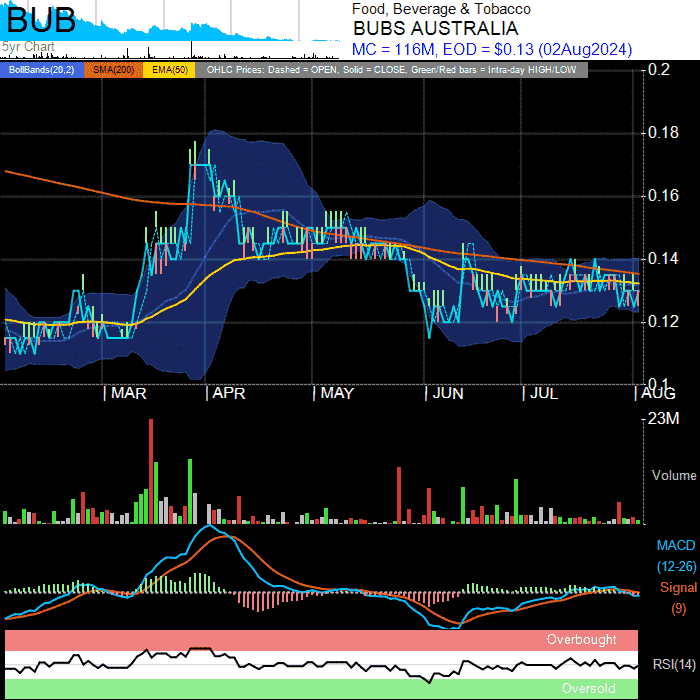 BUB
5yr Chart
Food, Beverage & Tobacco
BUBS AUSTRALIA
MC = 116M, EOD = $0.13 (02Aug2024)
BollBands(20,2) SMA(200) EMA(50) OHLC Prices: Dashed = OPEN, Solid = CLOSE, Green/Red bars = Intra-day HIGH/LOW
0.2
0.18
0.16
0.14
0.12
0.1
MAR APR MAY JUN JUL AUG
23M
Volume
MACD
(12-26)
Signal
(9)
Overbought
RSI(14)
Oversold